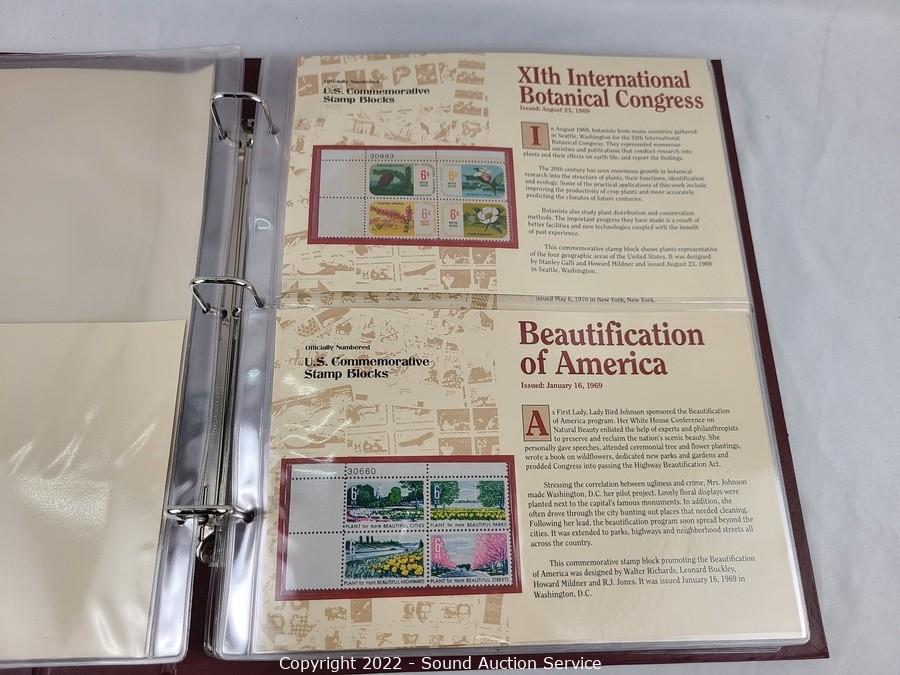 Officially Numbered
U.S. Commemorative
Stamp Blocks
XIth International
Botanical Congress
Issued: August 23, 1969
30993
6¢
6¢
6¢
6¢
In August 1969, botanists from many countries gathered
in Seattle, Washington for the XIth International
Botanical Congress. They represented numerous
societies and publications that conduct research into
plants and their effects on earth life, and report the findings.
The 20th century has seen enormous growth in botanical
research into the structure of plants, their functions, identification
and ecology. Some of the practical applications of this work include
improving the productivity of crop plants and more accurately
predicting the climates of future centuries.
Botanists also study plant distribution and conservation
methods. The important progress they have made is a result of
better facilities and new technologies coupled with the benefit
of past experience.
This commemorative stamp block shows plants representative
of the four geographic areas of the United States. It was designed
by Stanley Galli and Howard Mildner and issued August 23, 1969
in Seattle, Washington.
issued May 6, 1970 in New York, New York.
Officially Numbered
U.S. Commemorative
Stamp Blocks
Beautification
of America
Issued: January 16, 1969
30660
6
PLANT for more BEAUTIFUL CITIES
6
PLANT for more BEAUTIFUL PARKS
6
PLANT for more BEAUTIFUL HIGHWAYS
6
PLANT for more BEAUTIFUL STREETS
As First Lady, Lady Bird Johnson sponsored the Beautification
of America program. Her White House Conference on
Natural Beauty enlisted the help of experts and philanthropists
to preserve and reclaim the nation's scenic beauty. She
personally gave speeches, attended ceremonial tree and flower plantings,
wrote a book on wildflowers, dedicated new parks and gardens and
prodded Congress into passing the Highway Beautification Act.
Stressing the correlation between ugliness and crime, Mrs. Johnson
made Washington, D.C. her pilot project. Lovely floral displays were
planted next to the capital's famous monuments. In addition, she
often drove through the city hunting out places that needed cleaning.
Following her lead, the beautification program soon spread beyond the
cities. It was extended to parks, highways and neighborhood streets all
across the country.
This commemorative stamp block promoting the Beautification
of America was designed by Walter Richards, Leonard Buckley,
Howard Mildner and R.J. Jones. It was issued January 16, 1969 in
Washington, D.C.
Copyright 2022 - Sound Auction Service